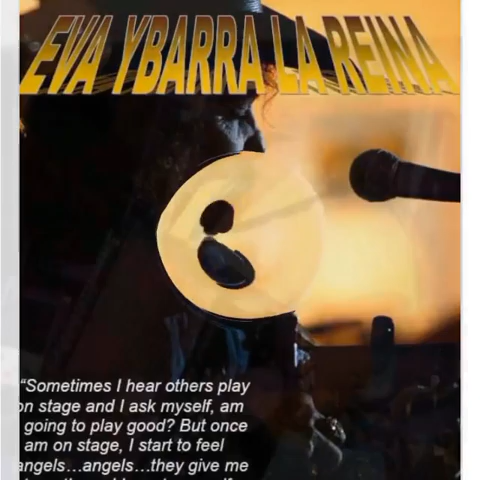 EVA YBARRA LA REINA
“Sometimes I hear others play
on stage and I ask myself, am
going to play good? But once
am on stage, I start to feel
angels…angels…they give me